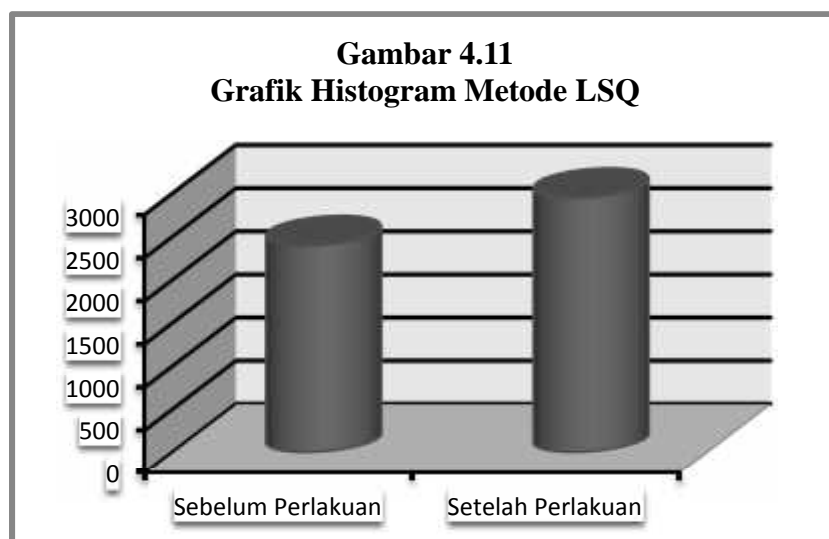 Gambar 4.11
Grafik Histogram Metode LSQ
3000
2500
2000
1500
1000
500
0
Sebelum Perlakuan
Setelah Perlakuan